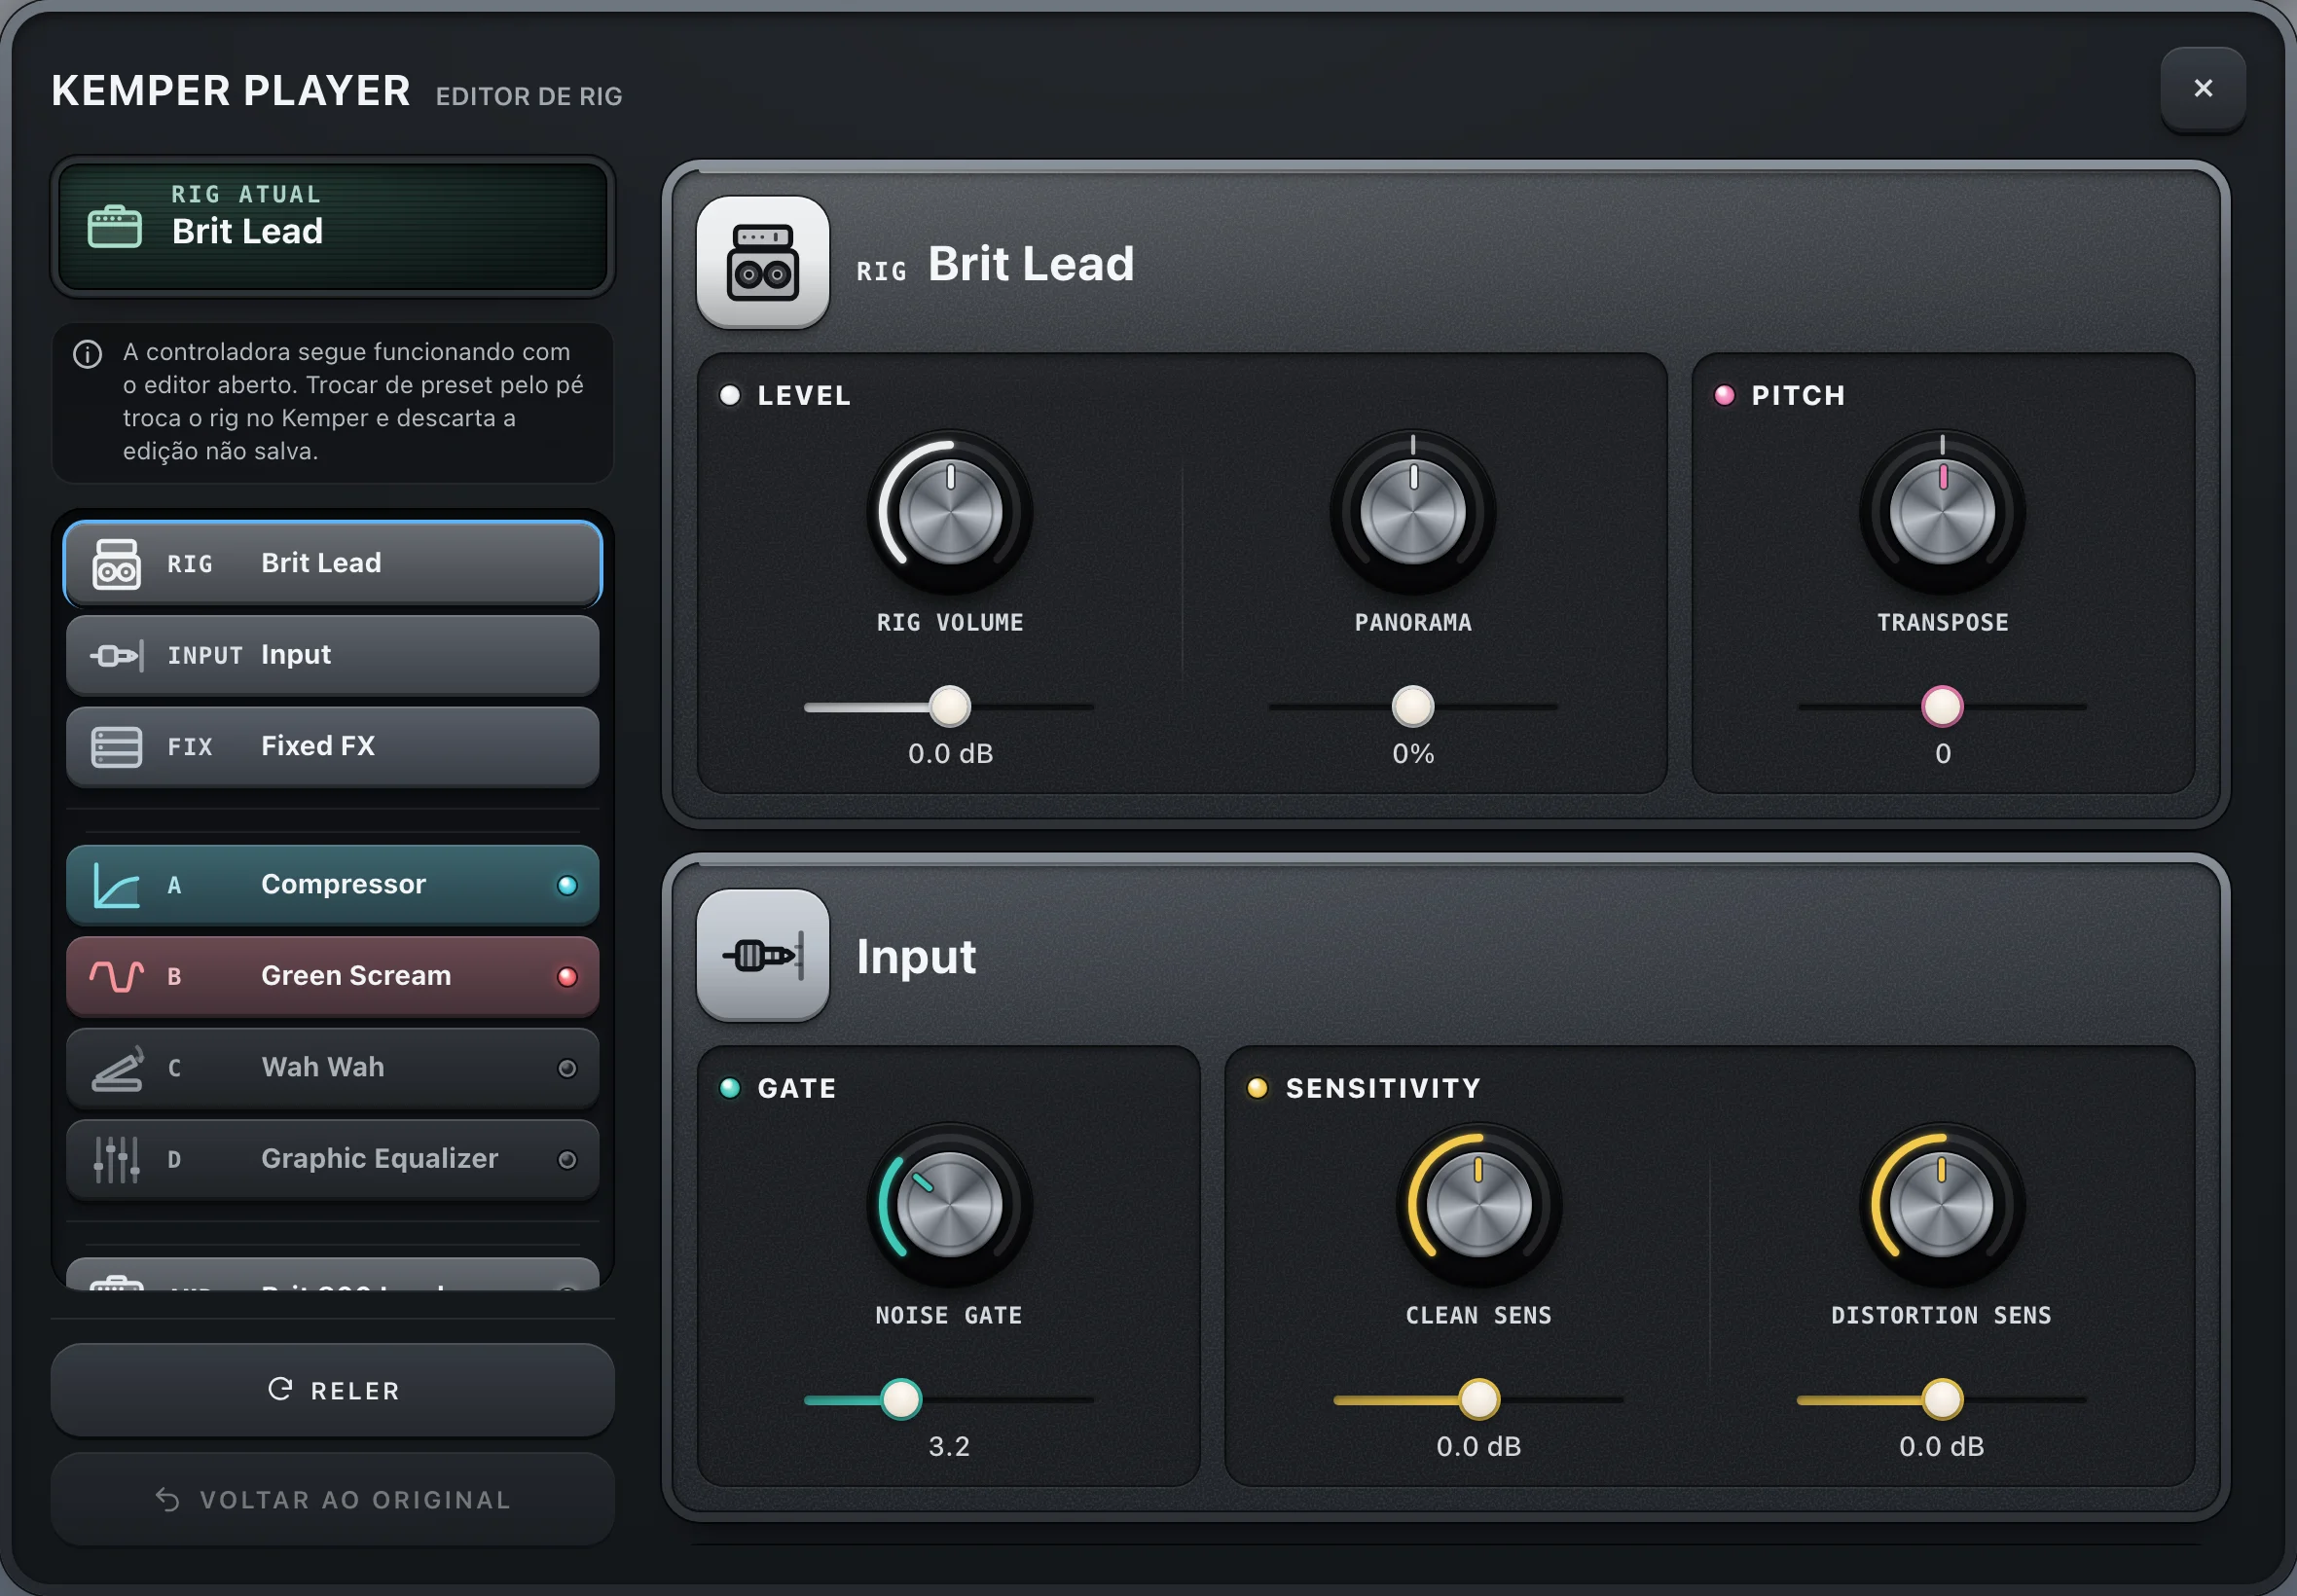 KEMPER PLAYER EDITOR DE RIG
×
RIG ATUAL
Brit Lead
A controladora segue funcionando com
o editor aberto. Trocar de preset pelo pé
troca o rig no Kemper e descarta a
edição não salva.
RIG Brit Lead
INPUT Input
FIX Fixed FX
A Compressor
B Green Scream
C Wah Wah
D Graphic Equalizer
RELER
VOLTAR AO ORIGINAL
RIG Brit Lead
LEVEL
RIG VOLUME
0.0 dB
PANORAMA
0%
PITCH
TRANSPOSE
0
Input
GATE
NOISE GATE
3.2
SENSITIVITY
CLEAN SENS
0.0 dB
DISTORTION SENS
0.0 dB